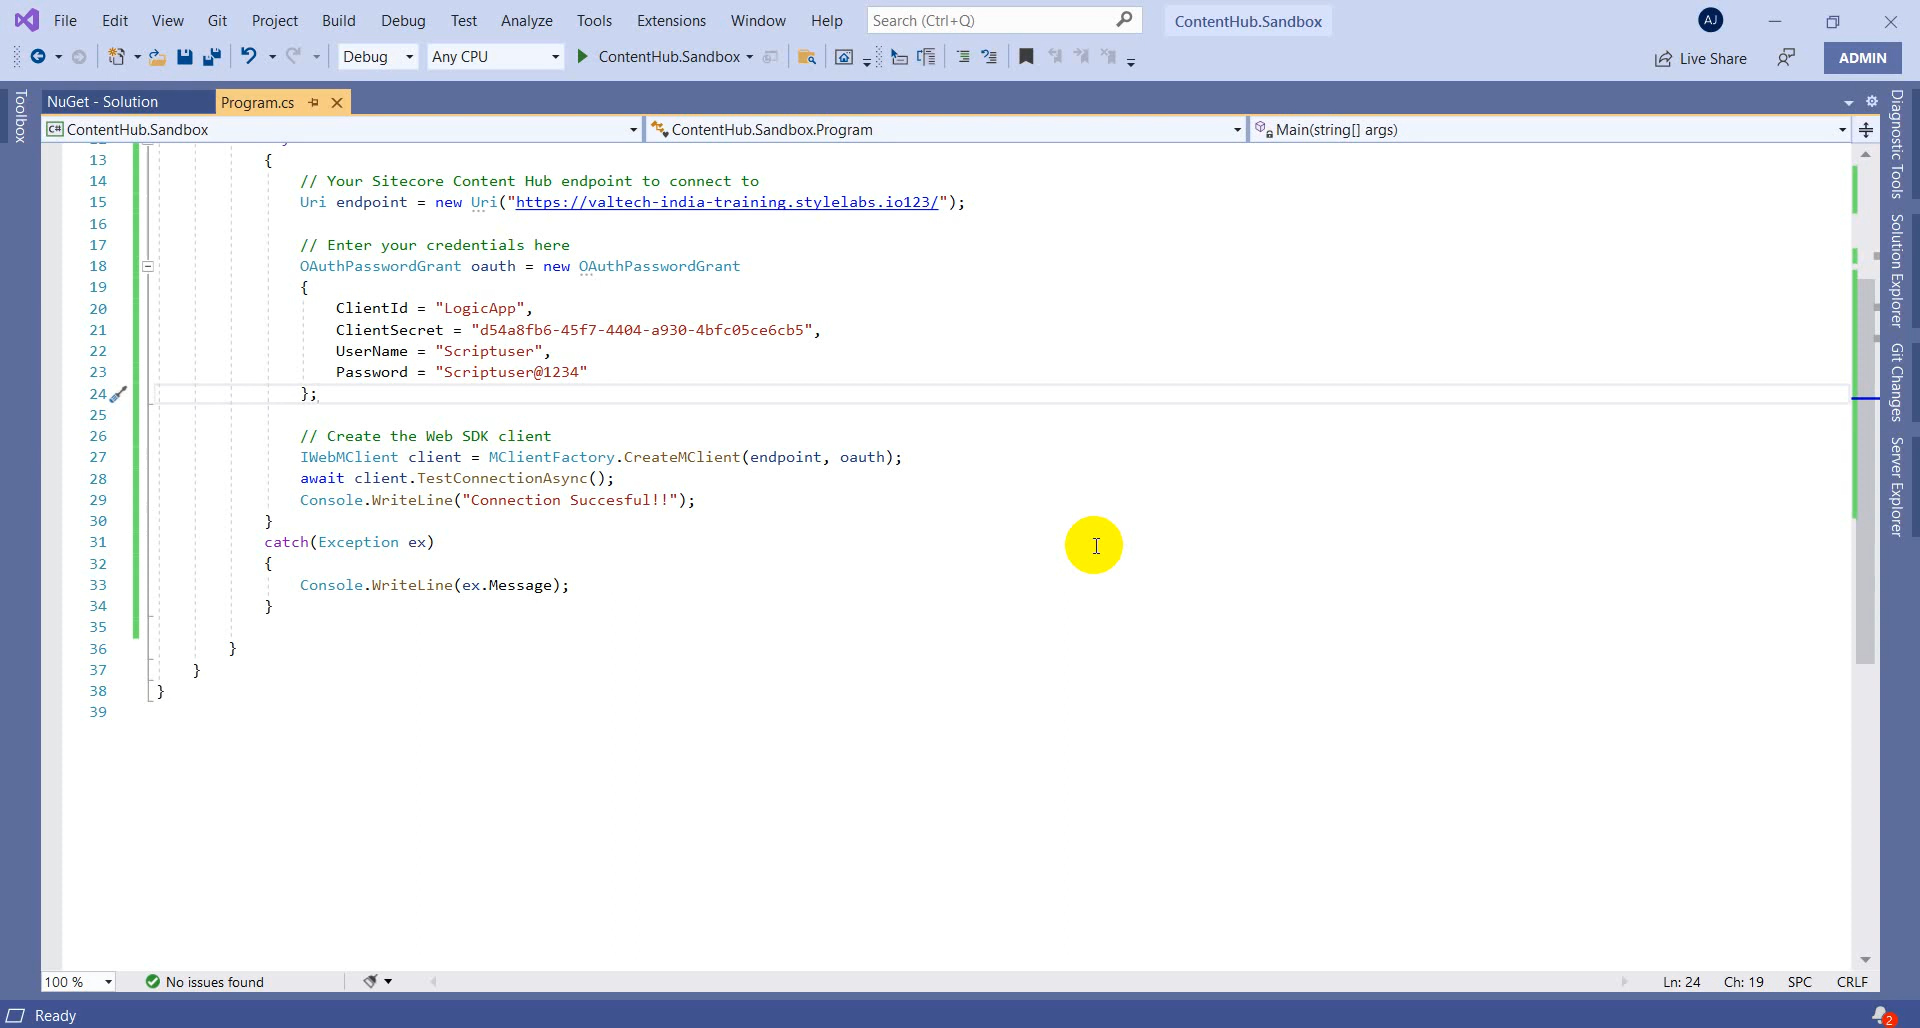 File Edit View Git Project Build Debug Test Analyze Tools Extensions Window Help Search (Ctrl+Q) ContentHub.Sandbox AJ
Debug Any CPU ContentHub.Sandbox Live Share ADMIN
Toolbox
NuGet - Solution Program.cs
C# ContentHub.Sandbox ContentHub.Sandbox.Program Main(string[] args)
13 {
14 // Your Sitecore Content Hub endpoint to connect to
15 Uri endpoint = new Uri("https://valtech-india-training.stylelabs.io123/");
16
17 // Enter your credentials here
18 OAuthPasswordGrant oauth = new OAuthPasswordGrant
19 {
20 ClientId = "LogicApp",
21 ClientSecret = "d54a8fb6-45f7-4404-a930-4bfc05ce6cb5",
22 UserName = "Scriptuser",
23 Password = "Scriptuser@1234"
24 };
25
26 // Create the Web SDK client
27 IWebMClient client = MClientFactory.CreateMClient(endpoint, oauth);
28 await client.TestConnectionAsync();
29 Console.WriteLine("Connection Succesful!!");
30 }
31 catch(Exception ex)
32 {
33 Console.WriteLine(ex.Message);
34 }
35
36 }
37 }
38 }
39
Diagnostic Tools
Solution Explorer
Git Changes
Server Explorer
100 % No issues found Ln: 24 Ch: 19 SPC CRLF
Ready 2